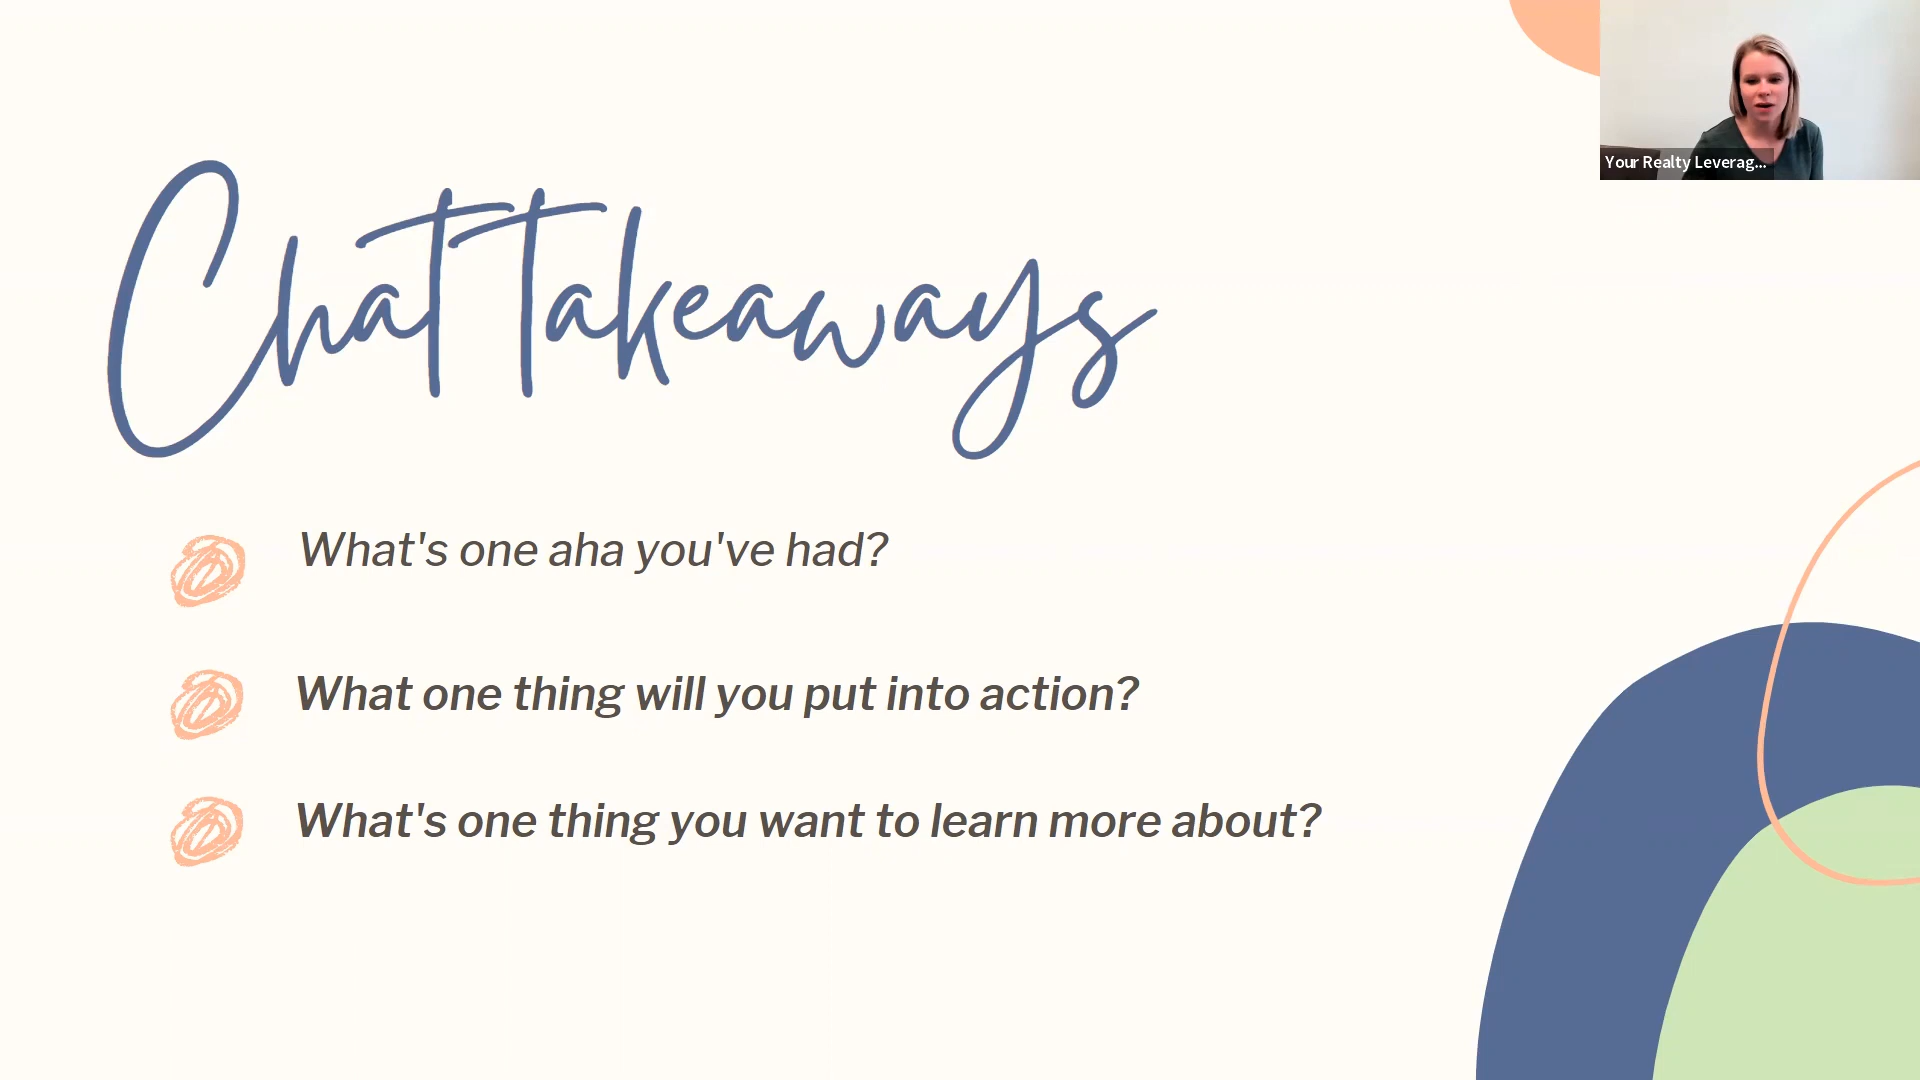 Your Realty Leverag...
Chat Takeaways
What's one aha you've had?
What one thing will you put into action?
What's one thing you want to learn more about?